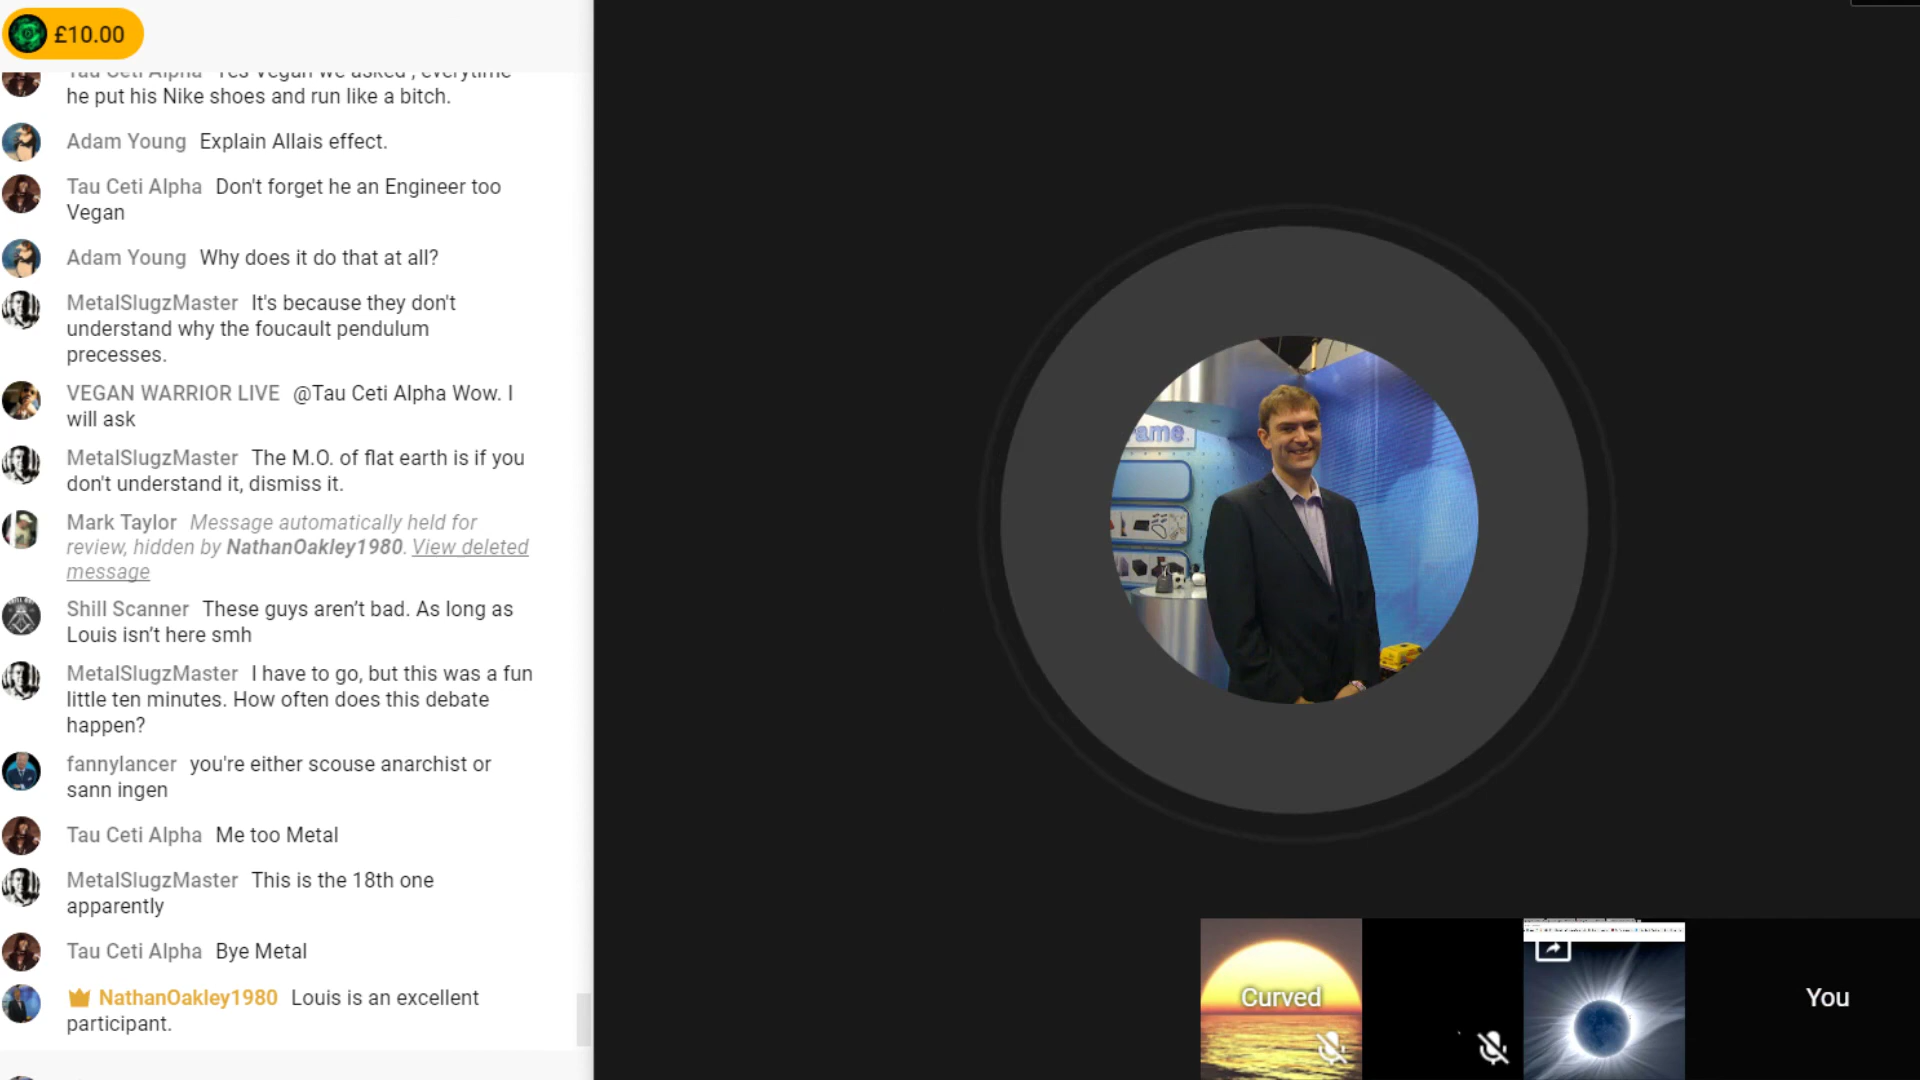 £10.00
Tau Ceti Alpha Yes Vegan we asked , everytime
he put his Nike shoes and run like a bitch.
Adam Young Explain Allais effect.
Tau Ceti Alpha Don't forget he an Engineer too
Vegan
Adam Young Why does it do that at all?
MetalSlugzMaster It's because they don't
understand why the foucault pendulum
precesses.
VEGAN WARRIOR LIVE @Tau Ceti Alpha Wow. I
will ask
MetalSlugzMaster The M.O. of flat earth is if you
don't understand it, dismiss it.
Mark Taylor Message automatically held for
review, hidden by NathanOakley1980. View deleted
message
Shill Scanner These guys aren’t bad. As long as
Louis isn’t here smh
MetalSlugzMaster I have to go, but this was a fun
little ten minutes. How often does this debate
happen?
fannylancer you're either scouse anarchist or
sann ingen
Tau Ceti Alpha Me too Metal
MetalSlugzMaster This is the 18th one
apparently
Tau Ceti Alpha Bye Metal
NathanOakley1980 Louis is an excellent
participant.
Curved
You